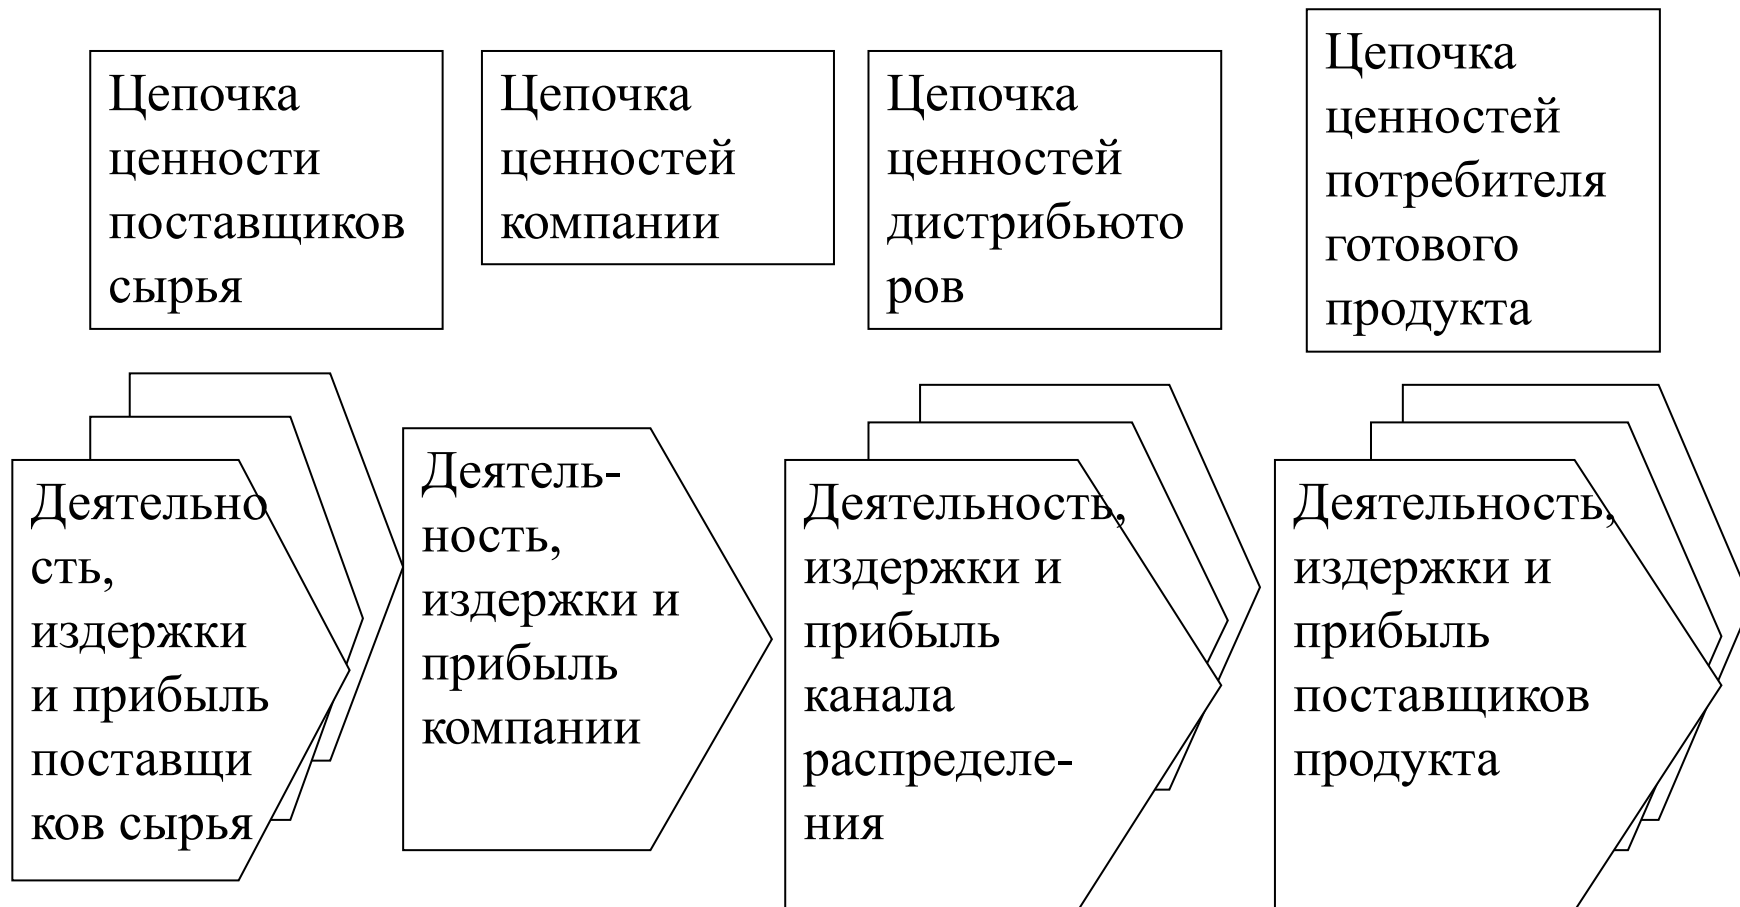 Цепочка
ценности
поставщиков
сырья
Цепочка
ценностей
компании
Цепочка
ценностей
дистрибьюто
ров
Цепочка
ценностей
потребителя
готового
продукта
Деятельно
сть,
издержки
и прибыль
поставщи
ков сырья
Деятель-
ность,
издержки и
прибыль
компании
Деятельность,
издержки и
прибыль
канала
распределе-
ния
Деятельность,
издержки и
прибыль
поставщиков
продукта